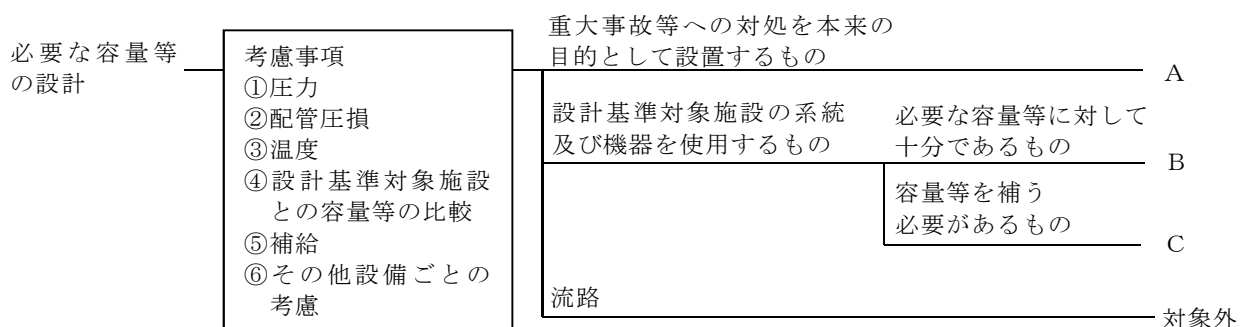 必要な容量等
の設計
考慮事項
①圧力
②配管圧損
③温度
④設計基準対象施設
との容量等の比較
⑤補給
⑥その他設備ごとの
考慮
重大事故等への対処を本来の
目的として設置するもの
A
設計基準対象施設の系統
及び機器を使用するもの
必要な容量等に対して
十分であるもの
B
容量等を補う
必要があるもの
C
流路
対象外